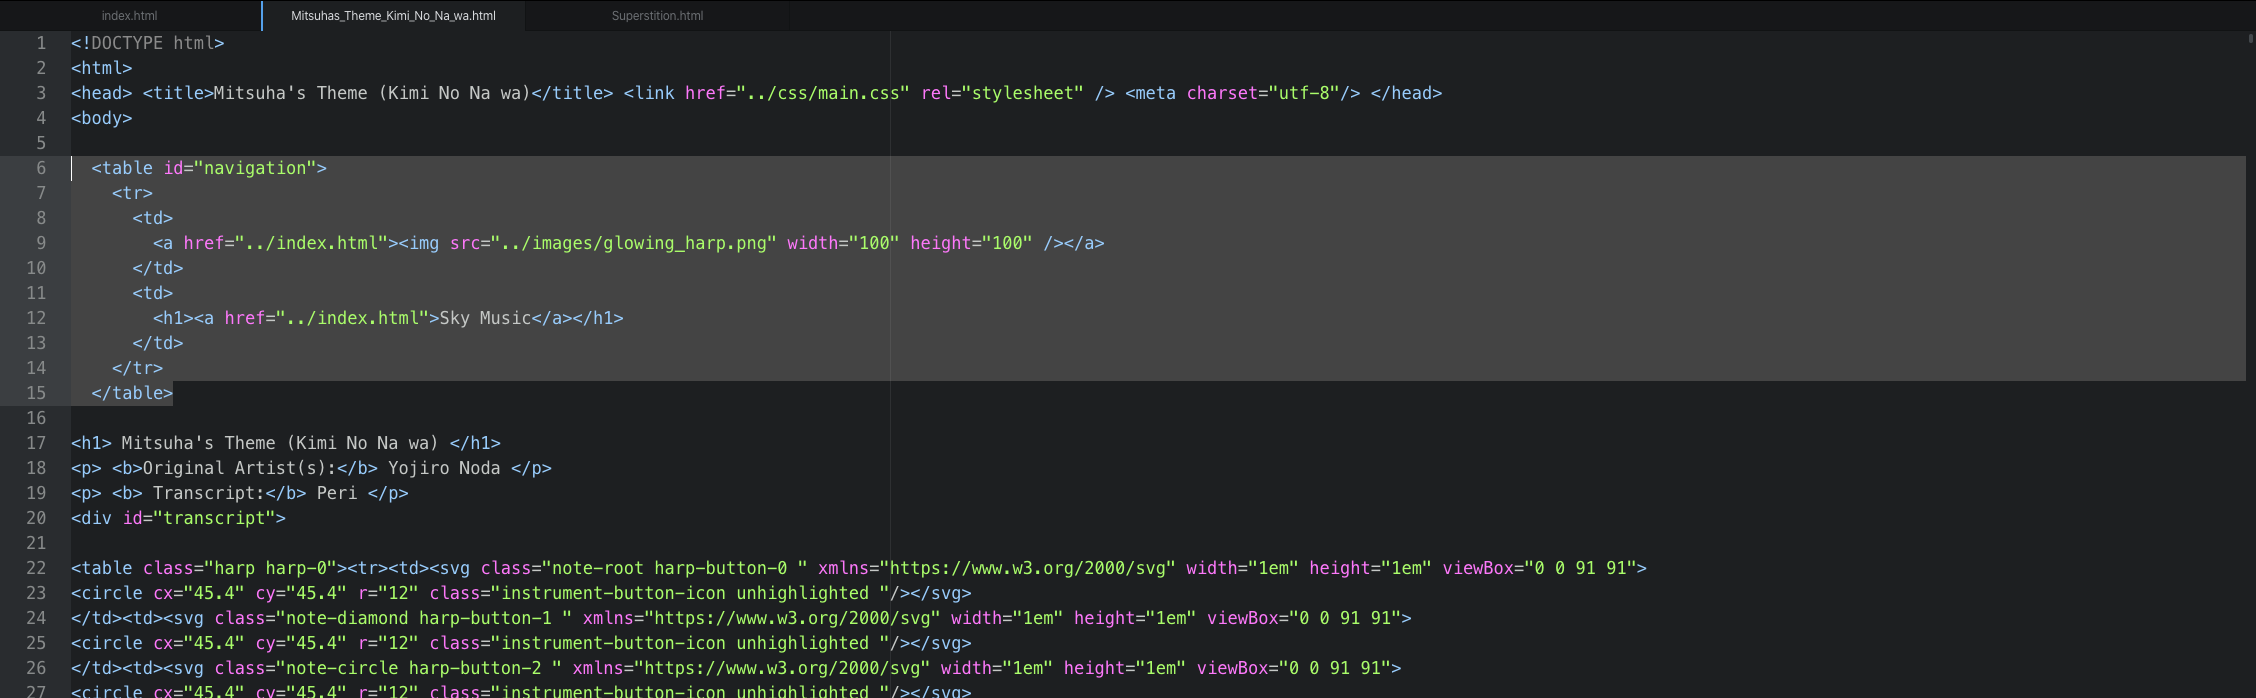 index.html
Mitsuhas_Theme_Kimi_No_Na_wa.html
Superstition.html
1 <!DOCTYPE html>
2 <html>
3 <head> <title>Mitsuha's Theme (Kimi No Na wa)</title> <link href="../css/main.css" rel="stylesheet" /> <meta charset="utf-8"/> </head>
4 <body>
5
6 <table id="navigation">
7 <tr>
8 <td>
9 <a href="../index.html"><img src="../images/glowing_harp.png" width="100" height="100" /></a>
10 </td>
11 <td>
12 <h1><a href="../index.html">Sky Music</a></h1>
13 </td>
14 </tr>
15 </table>
16
17 <h1> Mitsuha's Theme (Kimi No Na wa) </h1>
18 <p> <b>Original Artist(s):</b> Yojiro Noda </p>
19 <p> <b> Transcript:</b> Peri </p>
20 <div id="transcript">
21
22 <table class="harp harp-0"><tr><td><svg class="note-root harp-button-0 " xmlns="https://www.w3.org/2000/svg" width="1em" height="1em" viewBox="0 0 91 91">
23 <circle cx="45.4" cy="45.4" r="12" class="instrument-button-icon unhighlighted "/></svg>
24 </td><td><svg class="note-diamond harp-button-1 " xmlns="https://www.w3.org/2000/svg" width="1em" height="1em" viewBox="0 0 91 91">
25 <circle cx="45.4" cy="45.4" r="12" class="instrument-button-icon unhighlighted "/></svg>
26 </td><td><svg class="note-circle harp-button-2 " xmlns="https://www.w3.org/2000/svg" width="1em" height="1em" viewBox="0 0 91 91">
27 <circle cx="45.4" cy="45.4" r="12" class="instrument-button-icon unhighlighted "/></svg>